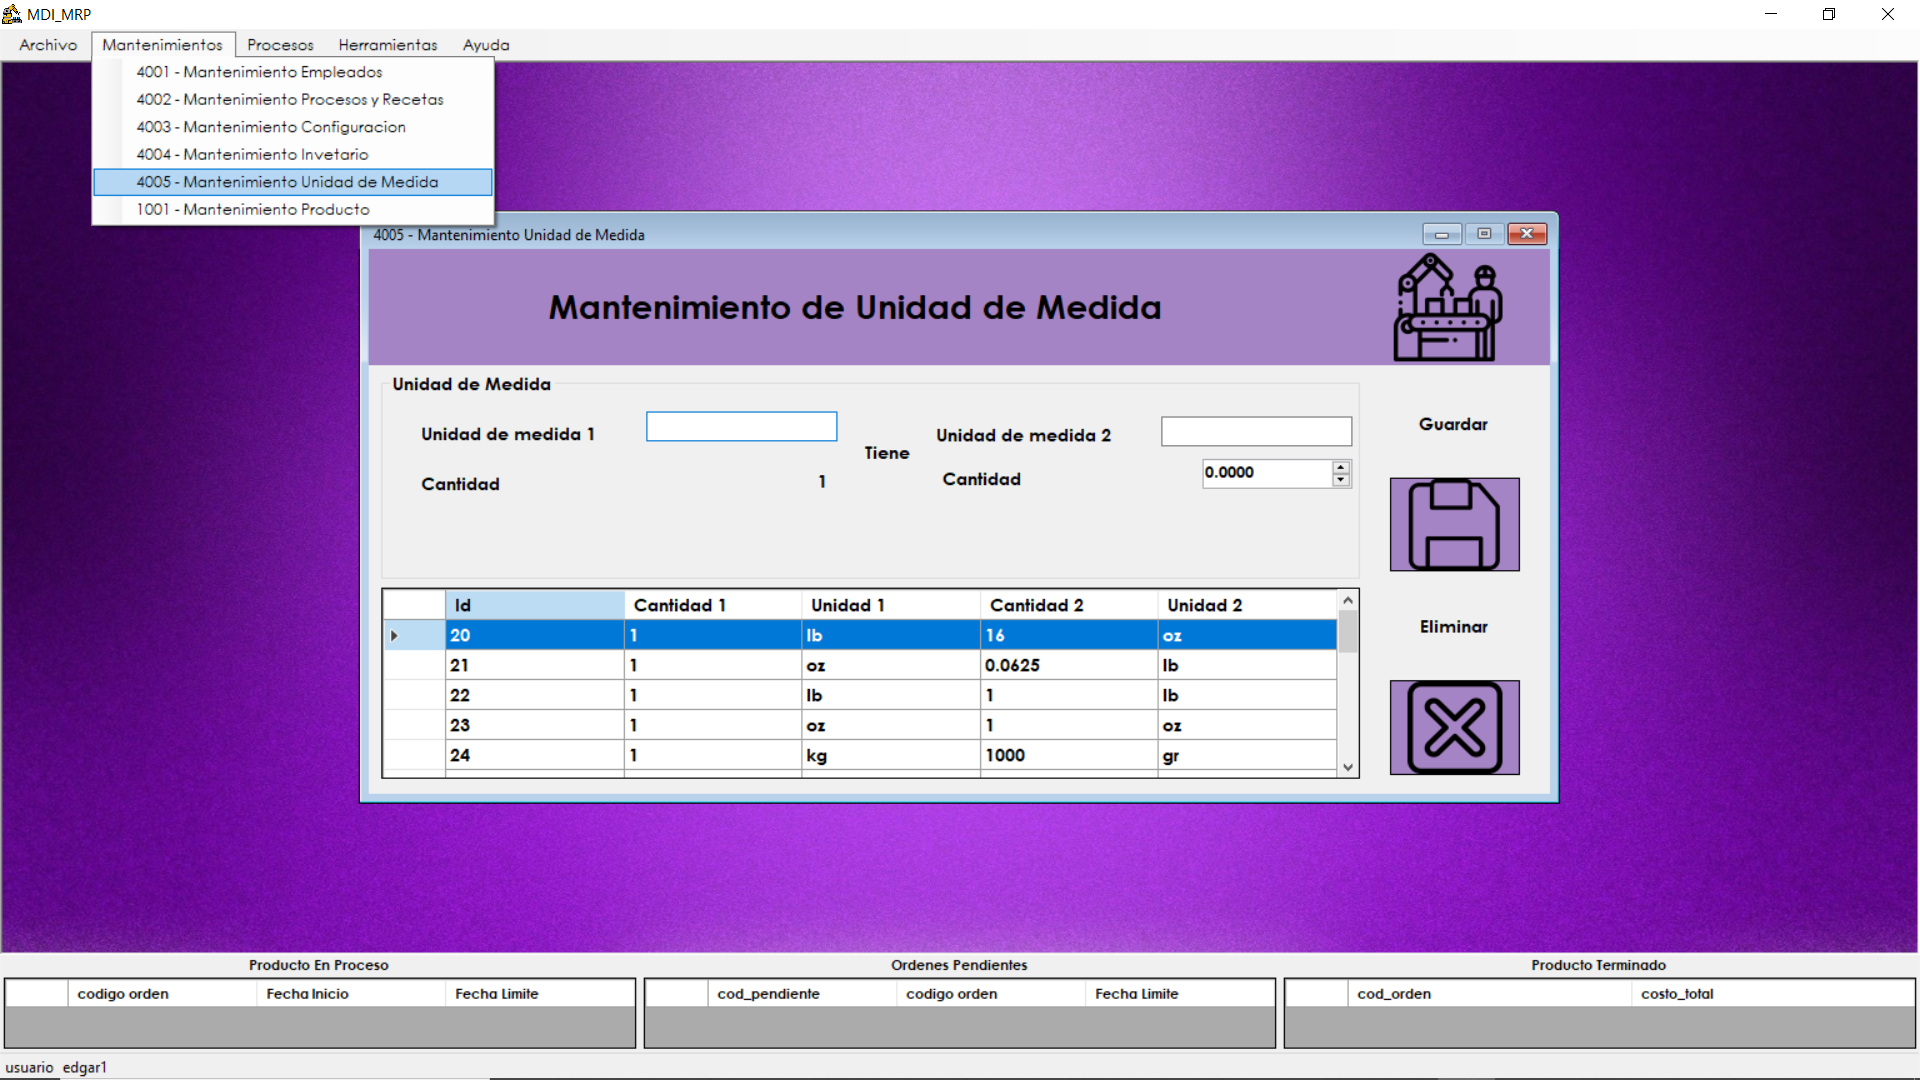 MDI_MRP
Archivo Mantenimientos Procesos Herramientas Ayuda
4001 - Mantenimiento Empleados
4002 - Mantenimiento Procesos y Recetas
4003 - Mantenimiento Configuracion
4004 - Mantenimiento Invetario
4005 - Mantenimiento Unidad de Medida
1001 - Mantenimiento Producto
4005 - Mantenimiento Unidad de Medida
Mantenimiento de Unidad de Medida
Unidad de Medida
Unidad de medida 1
Tiene
Unidad de medida 2
Cantidad 1
Cantidad 0.0000
Guardar
Eliminar
Id Cantidad 1 Unidad 1 Cantidad 2 Unidad 2
20 1 lb 16 oz
21 1 oz 0.0625 lb
22 1 lb 1 lb
23 1 oz 1 oz
24 1 kg 1000 gr
Producto En Proceso
codigo orden Fecha Inicio Fecha Limite
Ordenes Pendientes
cod_pendiente codigo orden Fecha Limite
Producto Terminado
cod_orden costo_total
usuario edgar1